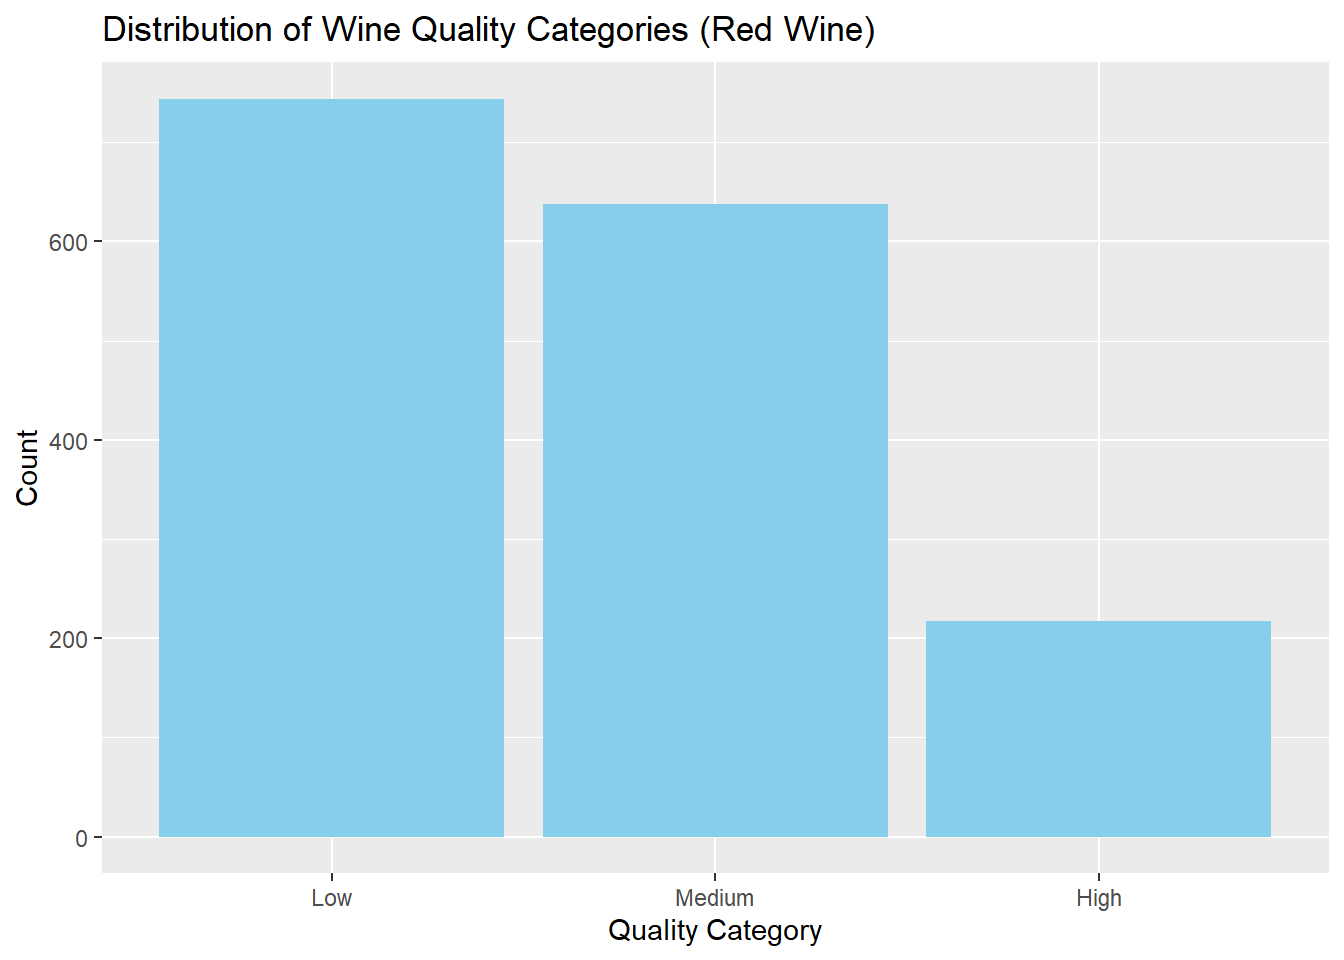 Distribution of Wine Quality Categories (Red Wine)
600
400
200
0
Count
Low Medium High
Quality Category